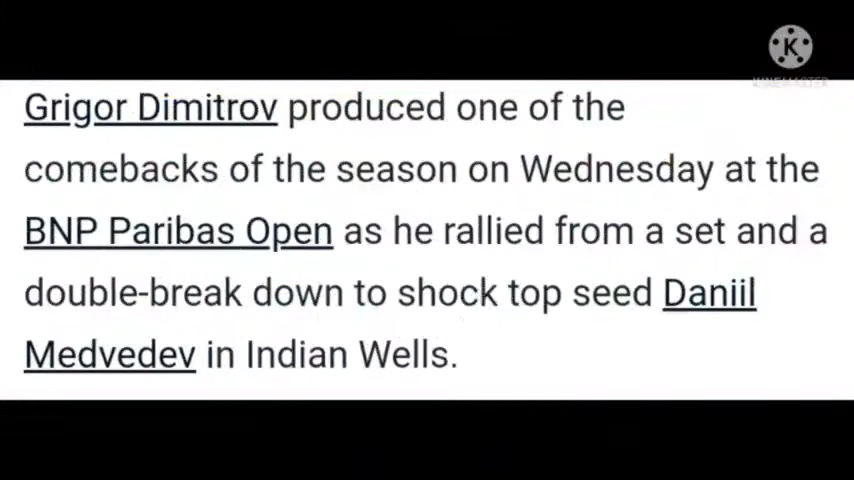 K
KINEMASTER
Grigor Dimitrov produced one of the
comebacks of the season on Wednesday at the
BNP Paribas Open as he rallied from a set and a
double-break down to shock top seed Daniil
Medvedev in Indian Wells.